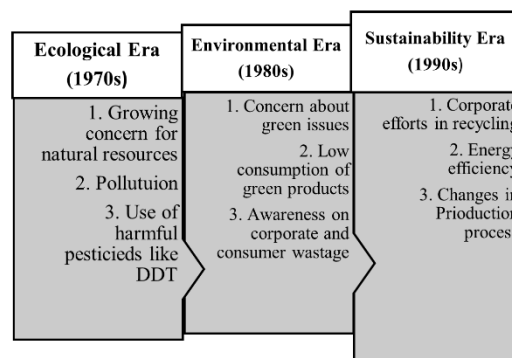 Ecological Era
(1970s)
1. Growing
concern for
natural resources
2. Pollutuion
3. Use of
harmful
pesticieds like
DDT
Environmental Era
(1980s)
1. Concern about
green issues
2. Low
consumption of
green products
3. Awareness on
corporate and
consumer wastage
Sustainability Era
(1990s)
1. Corporate
efforts in recycling
2. Energy
efficiency
3. Changes in
Prioduction
proces